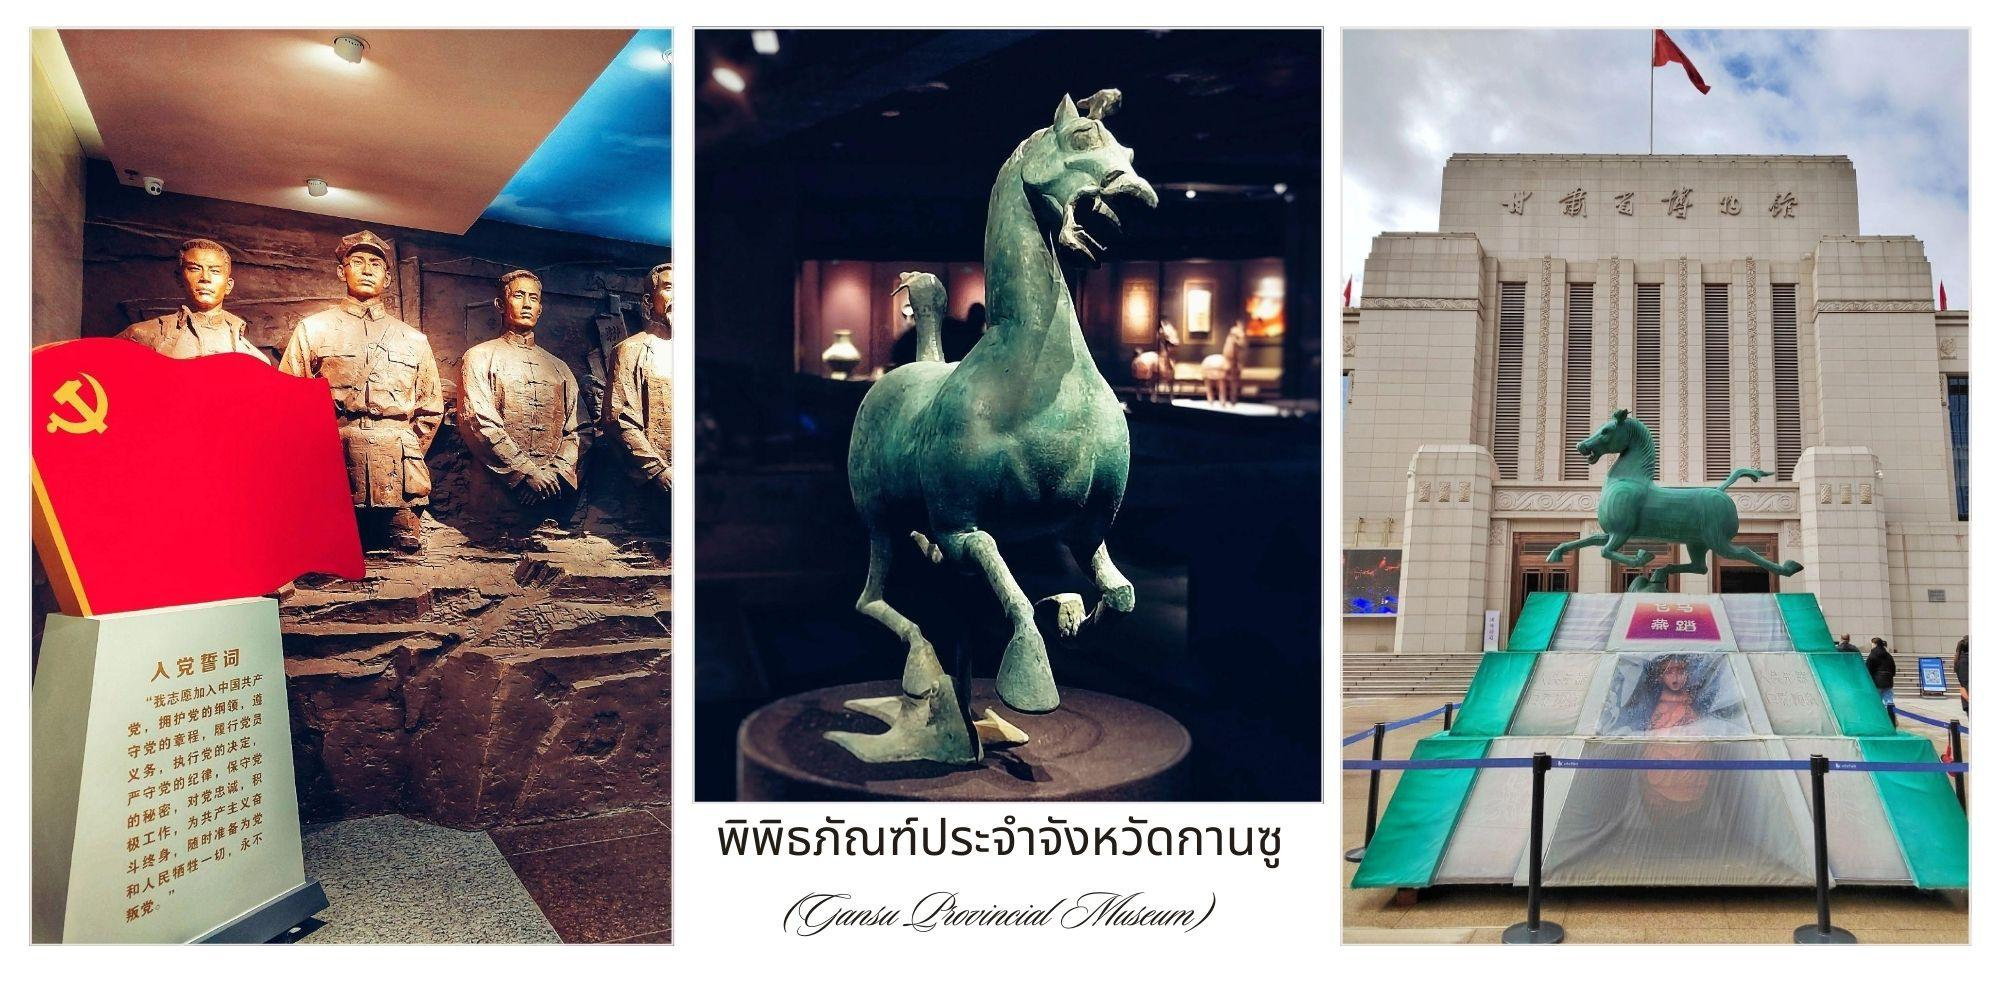 入党誓词
“我志愿加入中国共产
党，拥护党的纲领，遵
守党的章程，履行党员
义务，执行党的决定，
严守党的纪律，保守党
的秘密，对党忠诚，积
极工作，为共产主义奋
斗终身，随时准备为党
和人民牺牲一切，永不
叛党。”
พิพิธภัณฑ์ประจำจังหวัดกานซู
(Gansu Provincial Museum)
甘肃省博物馆
飞马
燕踏